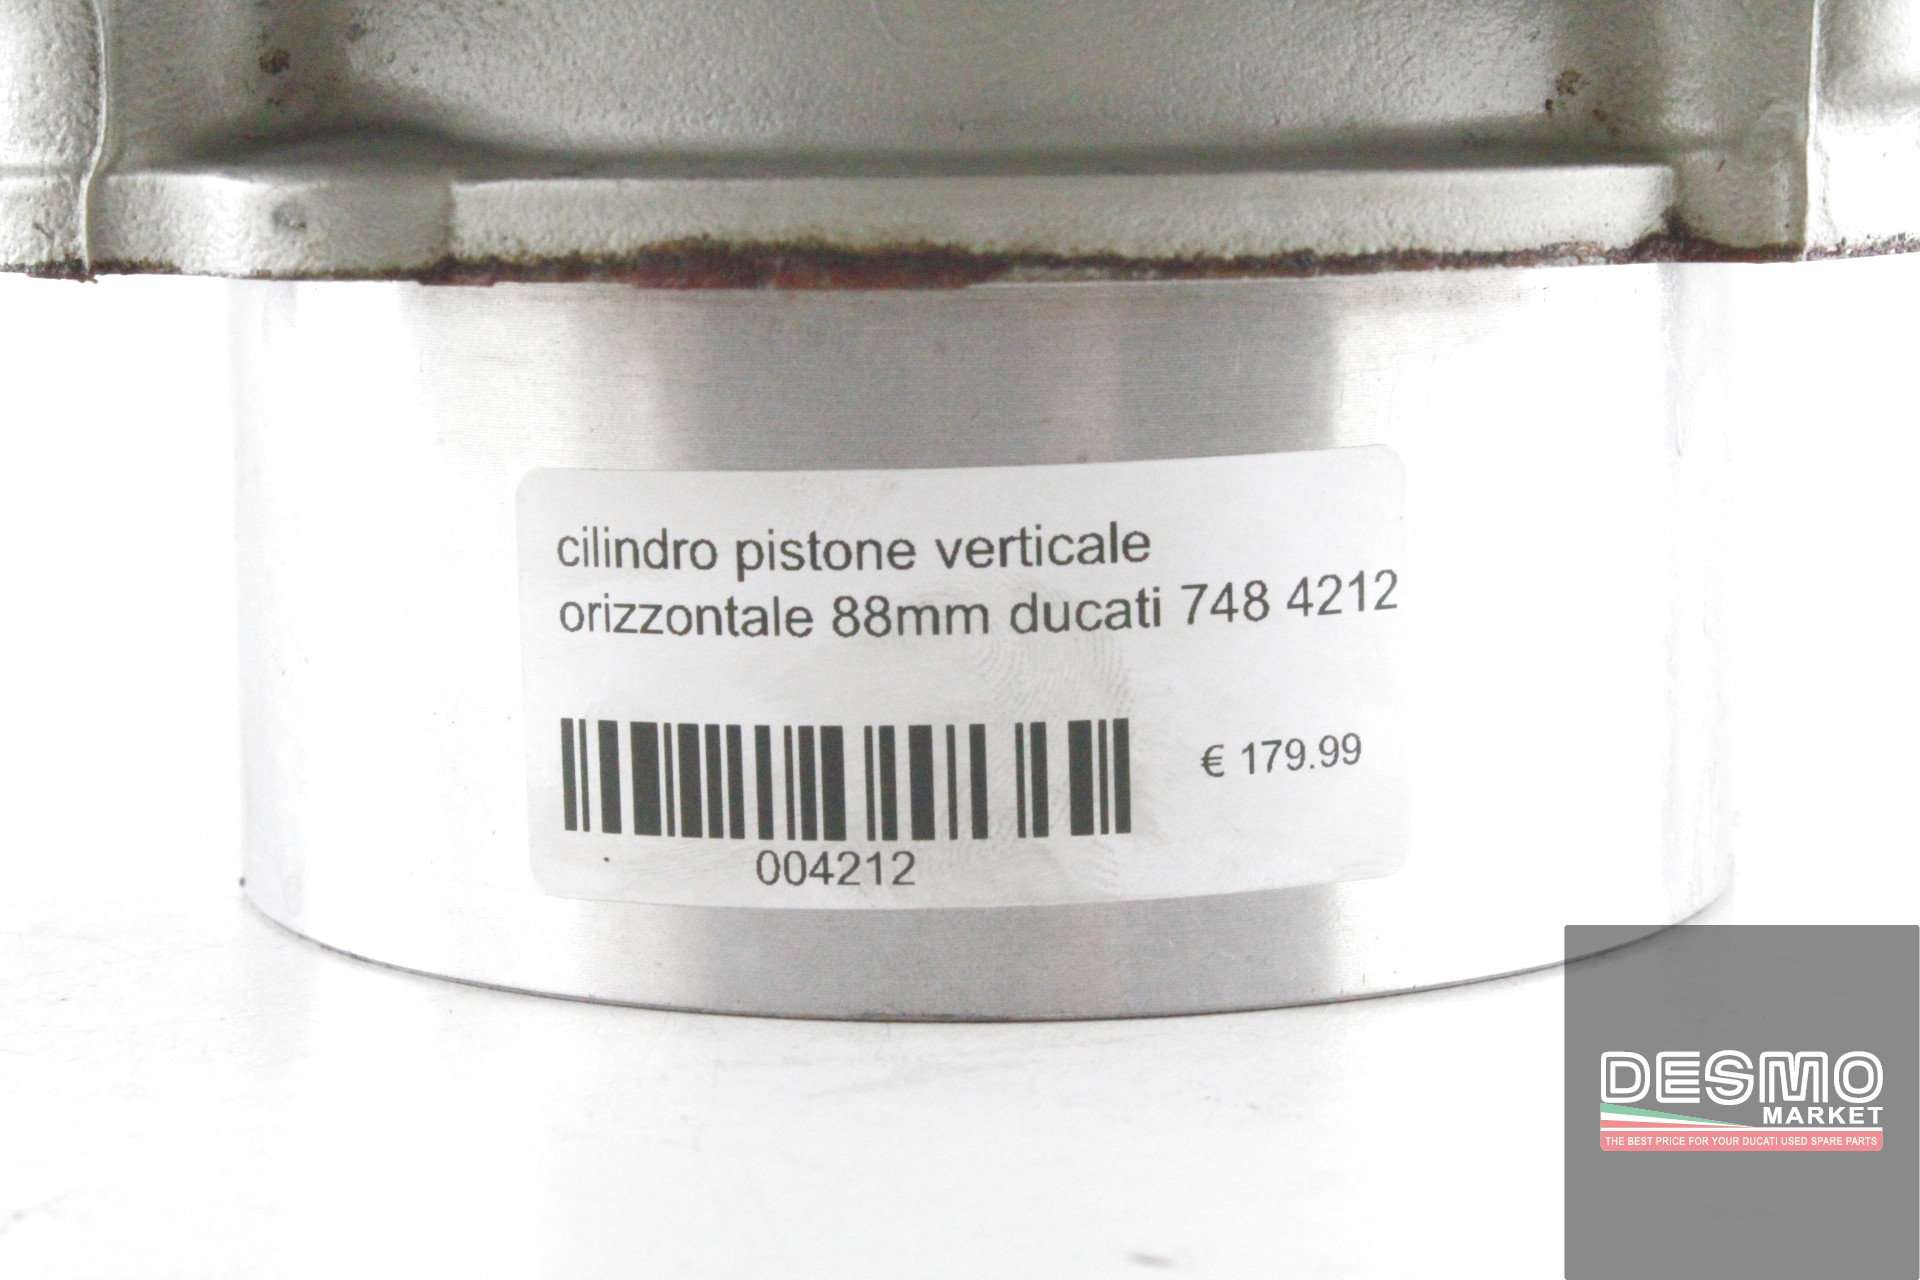 cilindro pistone verticale
orizzontale 88mm ducati 748 4212
€ 179.99
004212
DESMO
MARKET
THE BEST PRICE FOR YOUR DUCATI USED SPARE PARTS